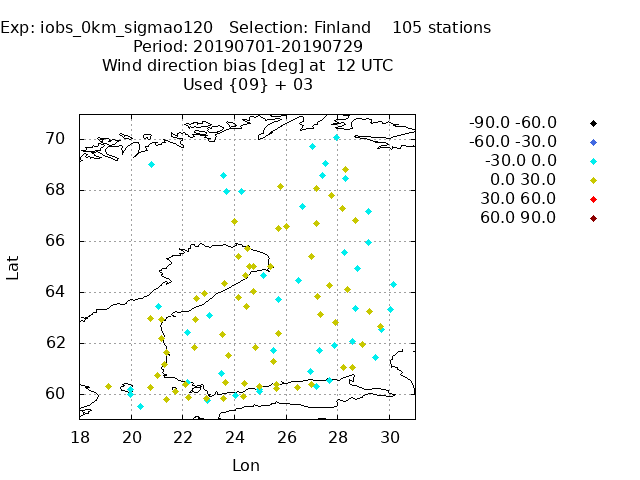 Exp: iobs_0km_sigmao120   Selection: Finland    105 stations
Period: 20190701-20190729
Wind direction bias [deg] at  12 UTC
Used {09} + 03
-90.0 -60.0
-60.0 -30.0
-30.0 0.0
0.0 30.0
30.0 60.0
60.0 90.0
70
68
66
64
62
60
Lat
18 20 22 24 26 28 30
Lon